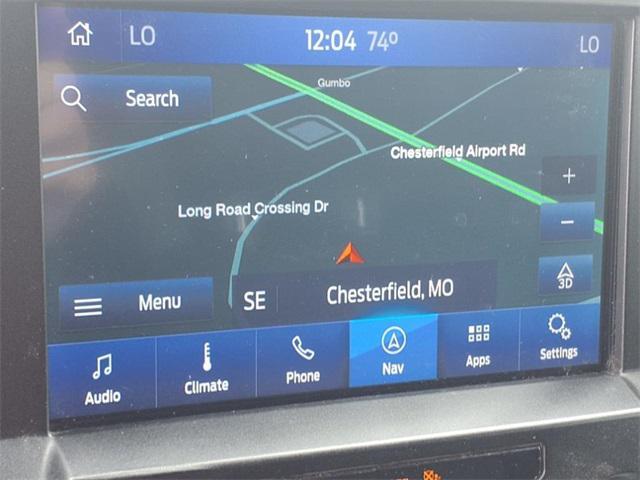 LO 12:04 74° LO
Gumbo
Search
Chesterfield Airport Rd
+
Long Road Crossing Dr
−
3D
Menu
SE Chesterfield, MO
Audio Climate Phone Nav Apps Settings